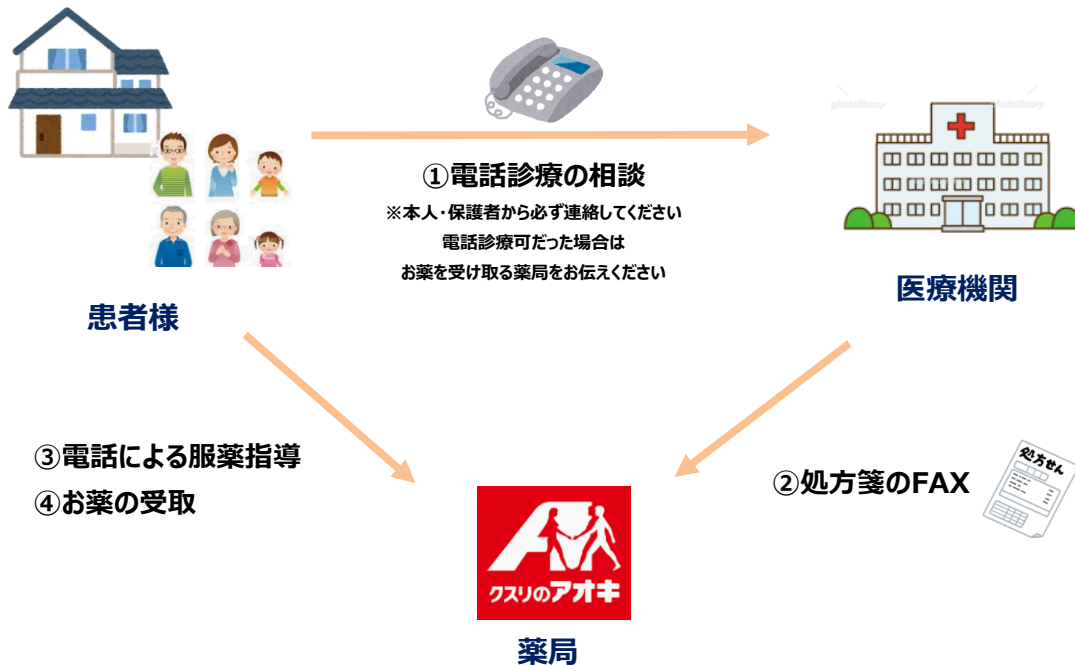 photolibrary
photolibrary
①電話診療の相談
※本人・保護者から必ず連絡してください
電話診療可だった場合は
お薬を受け取る薬局をお伝えください
患者様
医療機関
③電話による服薬指導
④お薬の受取
②処方箋のFAX
処方せん
クスリのアオキ
薬局